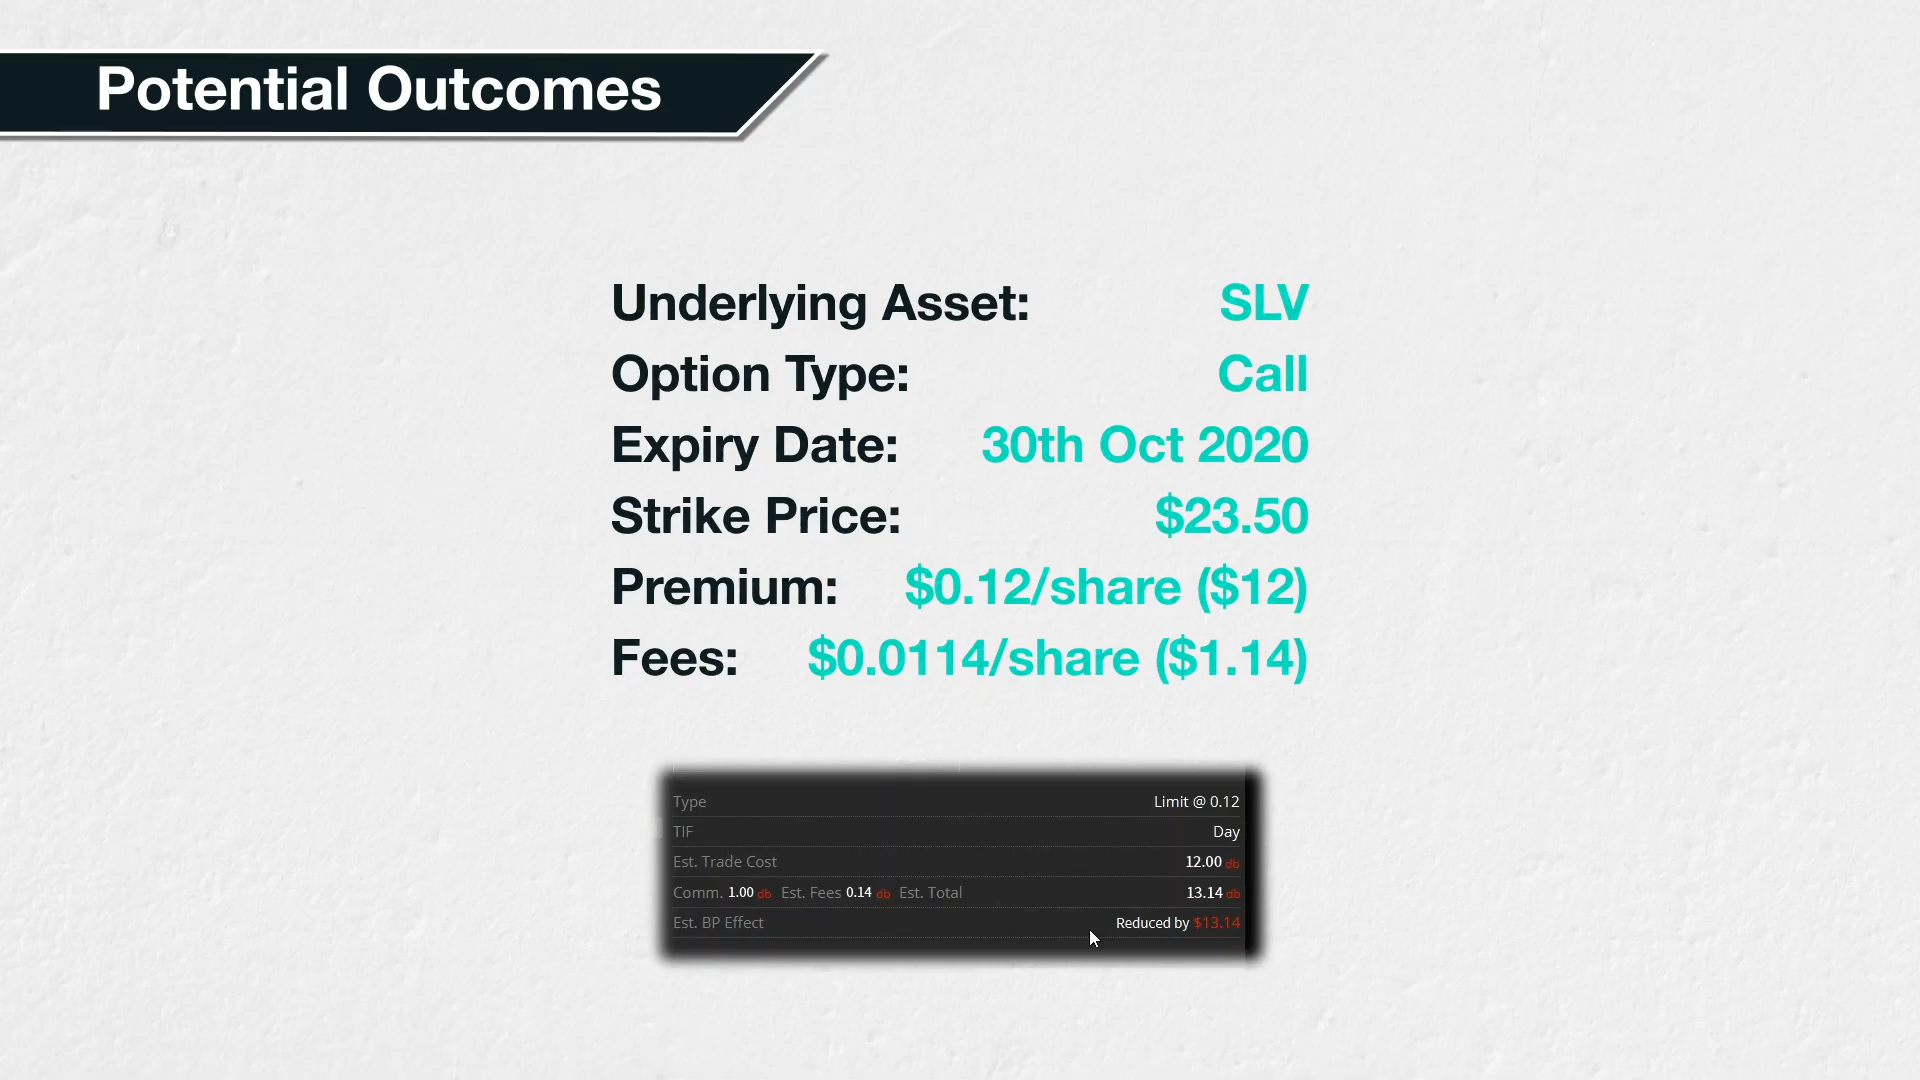 Potential Outcomes
Underlying Asset: SLV
Option Type: Call
Expiry Date: 30th Oct 2020
Strike Price: $23.50
Premium: $0.12/share ($12)
Fees: $0.0114/share ($1.14)
Type Limit @ 0.12
TIF Day
Est. Trade Cost 12.00 db
Comm. 1.00 db Est. Fees 0.14 db Est. Total 13.14 db
Est. BP Effect Reduced by $13.14